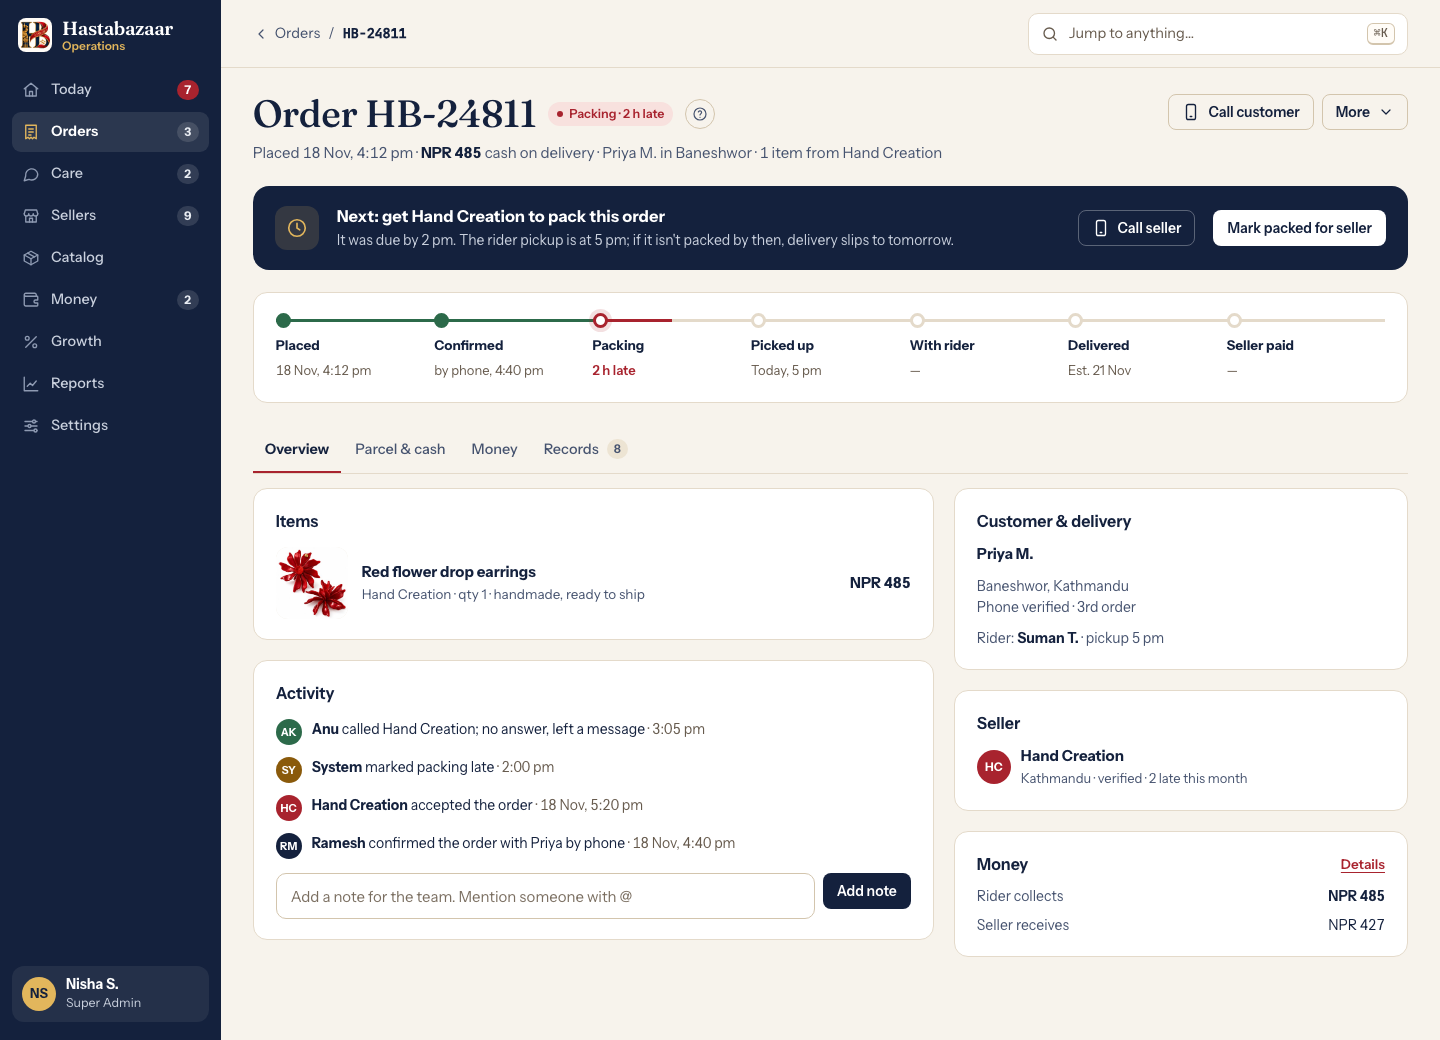 Hastabazaar
Operations
Today 7
Orders 3
Care 2
Sellers 9
Catalog
Money 2
Growth
Reports
Settings
NS Nisha S.
Super Admin
Orders / HB-24811
Jump to anything... ⌘K
Order HB-24811 Packing · 2 h late
Call customer More
Placed 18 Nov, 4:12 pm · NPR 485 cash on delivery · Priya M. in Baneshwor · 1 item from Hand Creation
Next: get Hand Creation to pack this order
It was due by 2 pm. The rider pickup is at 5 pm; if it isn't packed by then, delivery slips to tomorrow.
Call seller Mark packed for seller
Placed Confirmed Packing Picked up With rider Delivered Seller paid
18 Nov, 4:12 pm by phone, 4:40 pm 2 h late Today, 5 pm — Est. 21 Nov —
Overview Parcel & cash Money Records 8
Items
Red flower drop earrings
Hand Creation · qty 1 · handmade, ready to ship
NPR 485
Activity
AK Anu called Hand Creation; no answer, left a message · 3:05 pm
SY System marked packing late · 2:00 pm
HC Hand Creation accepted the order · 18 Nov, 5:20 pm
RM Ramesh confirmed the order with Priya by phone · 18 Nov, 4:40 pm
Add a note for the team. Mention someone with @ Add note
Customer & delivery
Priya M.
Baneshwor, Kathmandu
Phone verified · 3rd order
Rider: Suman T. · pickup 5 pm
Seller
HC Hand Creation
Kathmandu · verified · 2 late this month
Money Details
Rider collects NPR 485
Seller receives NPR 427